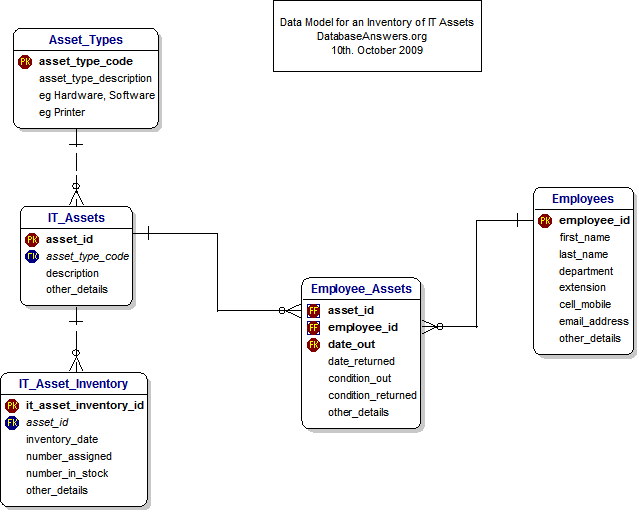 Data Model for an Inventory of IT Assets
DatabaseAnswers.org
10th. October 2009
Asset_Types
PK asset_type_code
asset_type_description
eg Hardware, Software
eg Printer
IT_Assets
PK asset_id
FK asset_type_code
description
other_details
IT_Asset_Inventory
PK it_asset_inventory_id
FK asset_id
inventory_date
number_assigned
number_in_stock
other_details
Employee_Assets
FF asset_id
FF employee_id
PK date_out
date_returned
condition_out
condition_returned
other_details
Employees
PK employee_id
first_name
last_name
department
extension
cell_mobile
email_address
other_details